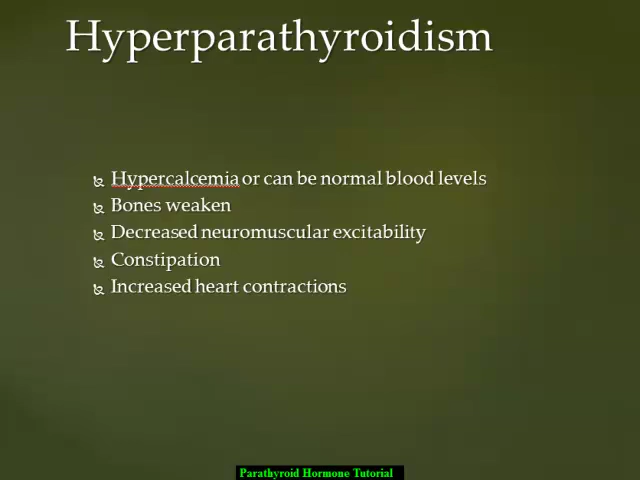 Hyperparathyroidism
Hypercalcemia or can be normal blood levels
Bones weaken
Decreased neuromuscular excitability
Constipation
Increased heart contractions
Parathyroid Hormone Tutorial